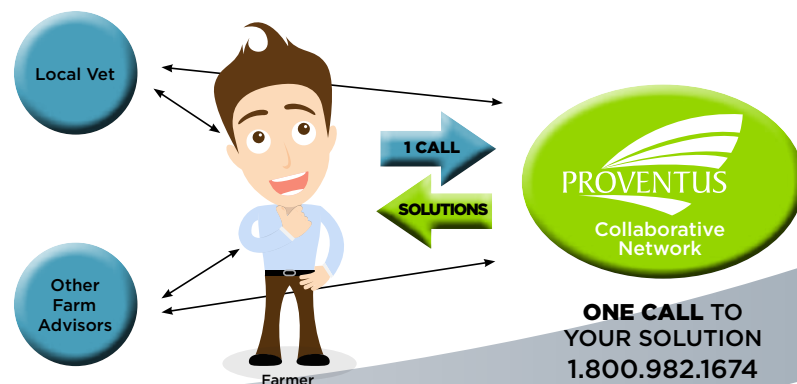 Local Vet
1 CALL
SOLUTIONS
PROVENTUS
Collaborative
Network
Other
Farm
Advisors
Farmer
ONE CALL TO
YOUR SOLUTION
1.800.982.1674